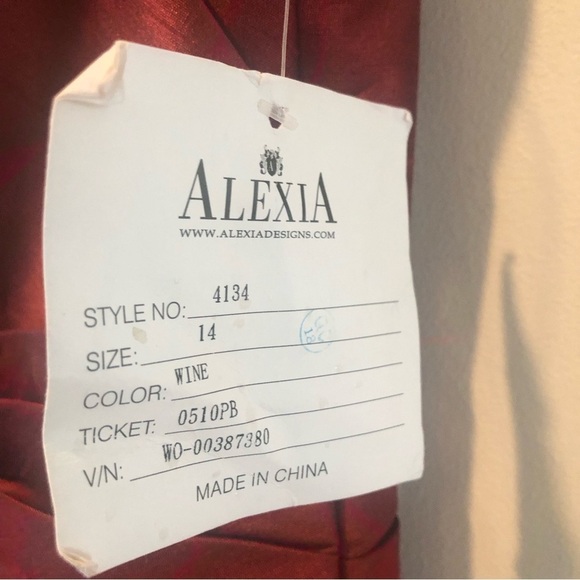 ALEXIA
WWW.ALEXIADESIGNS.COM
STYLE NO: 4134
SIZE: 14
COLOR: WINE
TICKET: 0510PB
V/N: WO-00387380
MADE IN CHINA